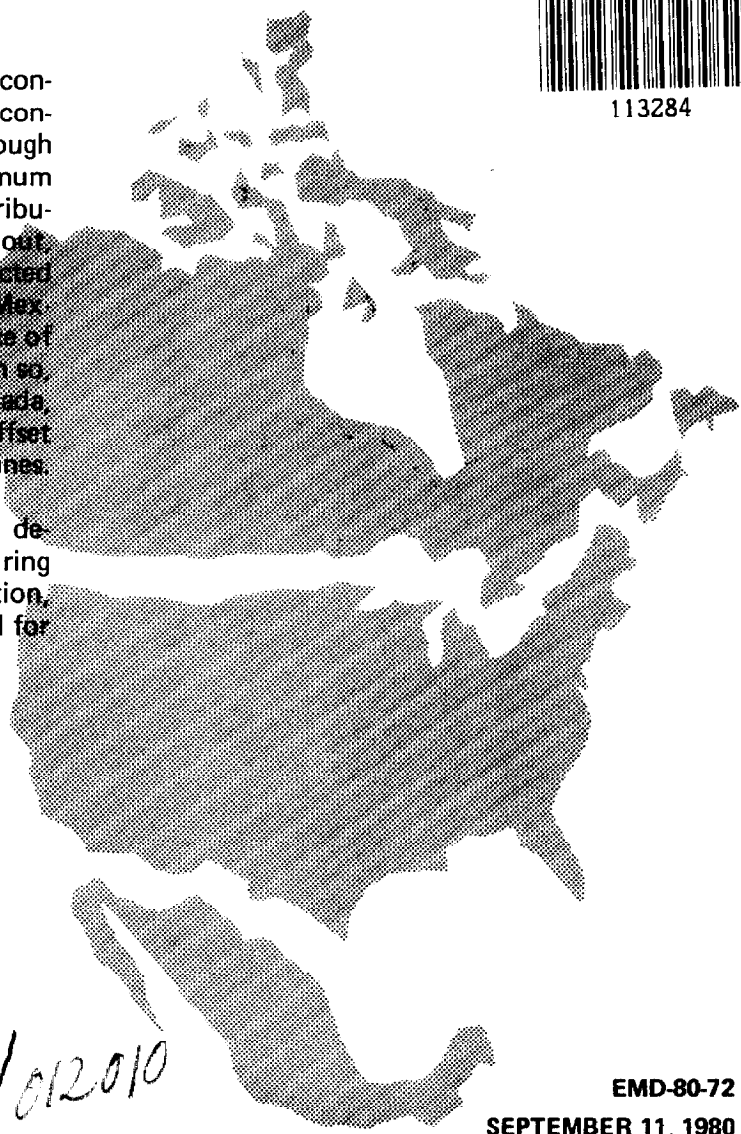 113284
con-
con-
ough
num
ribu-
out,
cted
Mex-
e of
n so,
ada,
ffset
nes.
de-
ring
tion,
l for
012010
EMD-80-72
SEPTEMBER 11, 1980